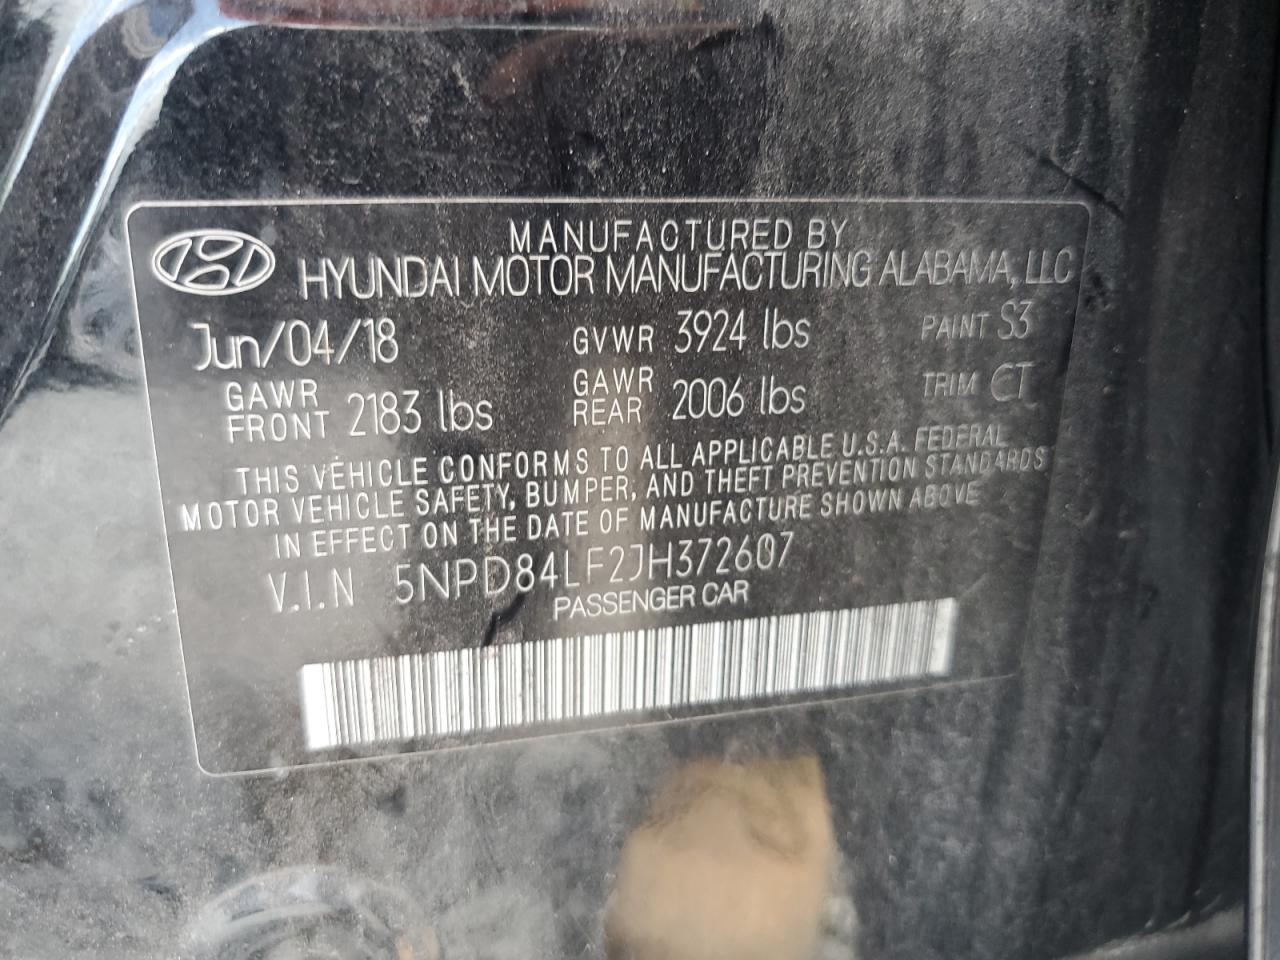 MANUFACTURED BY
HYUNDAI MOTOR MANUFACTURING ALABAMA, LLC
Jun/04/18 GVWR 3924 lbs PAINT S3
GAWR FRONT 2183 lbs GAWR REAR 2006 lbs TRIM CT
THIS VEHICLE CONFORMS TO ALL APPLICABLE U.S.A. FEDERAL
MOTOR VEHICLE SAFETY, BUMPER, AND THEFT PREVENTION STANDARDS
IN EFFECT ON THE DATE OF MANUFACTURE SHOWN ABOVE
V.I.N 5NPD84LF2JH372607
PASSENGER CAR